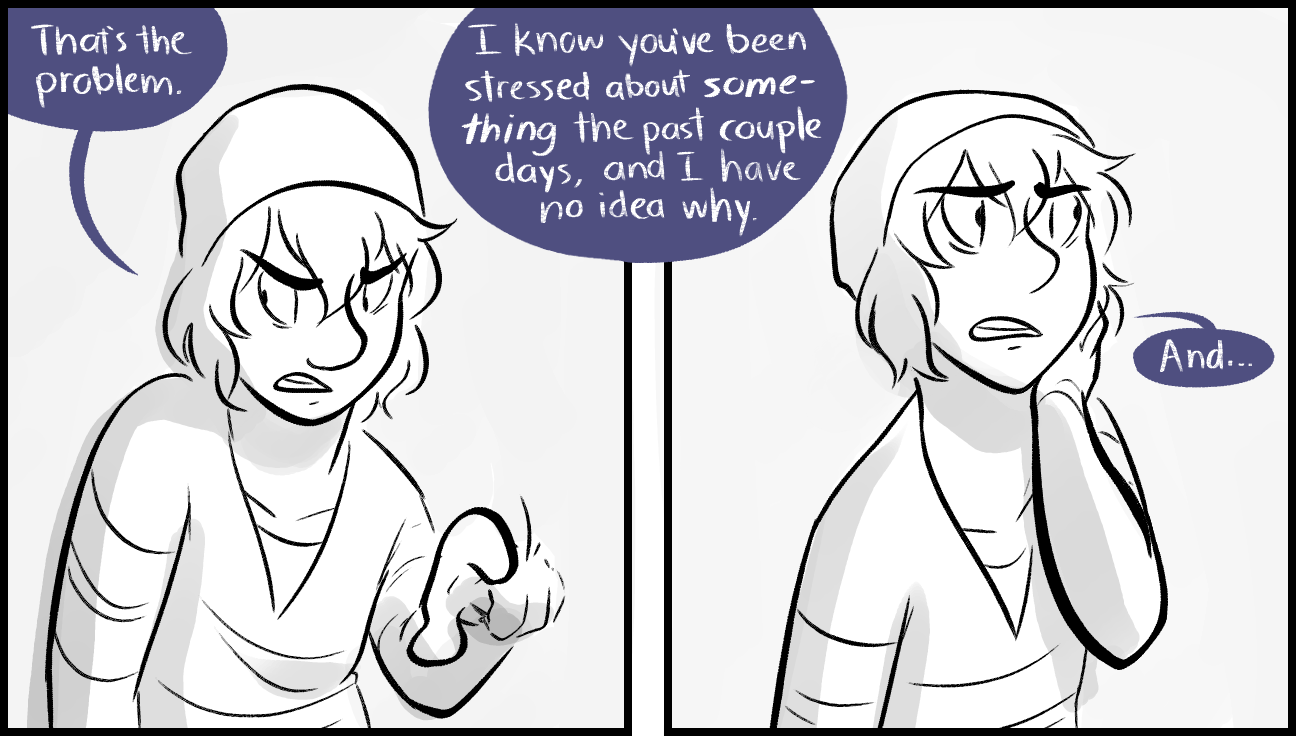 That's the
problem.
I know you've been
stressed about some-
thing the past couple
days, and I have
no idea why.
And...